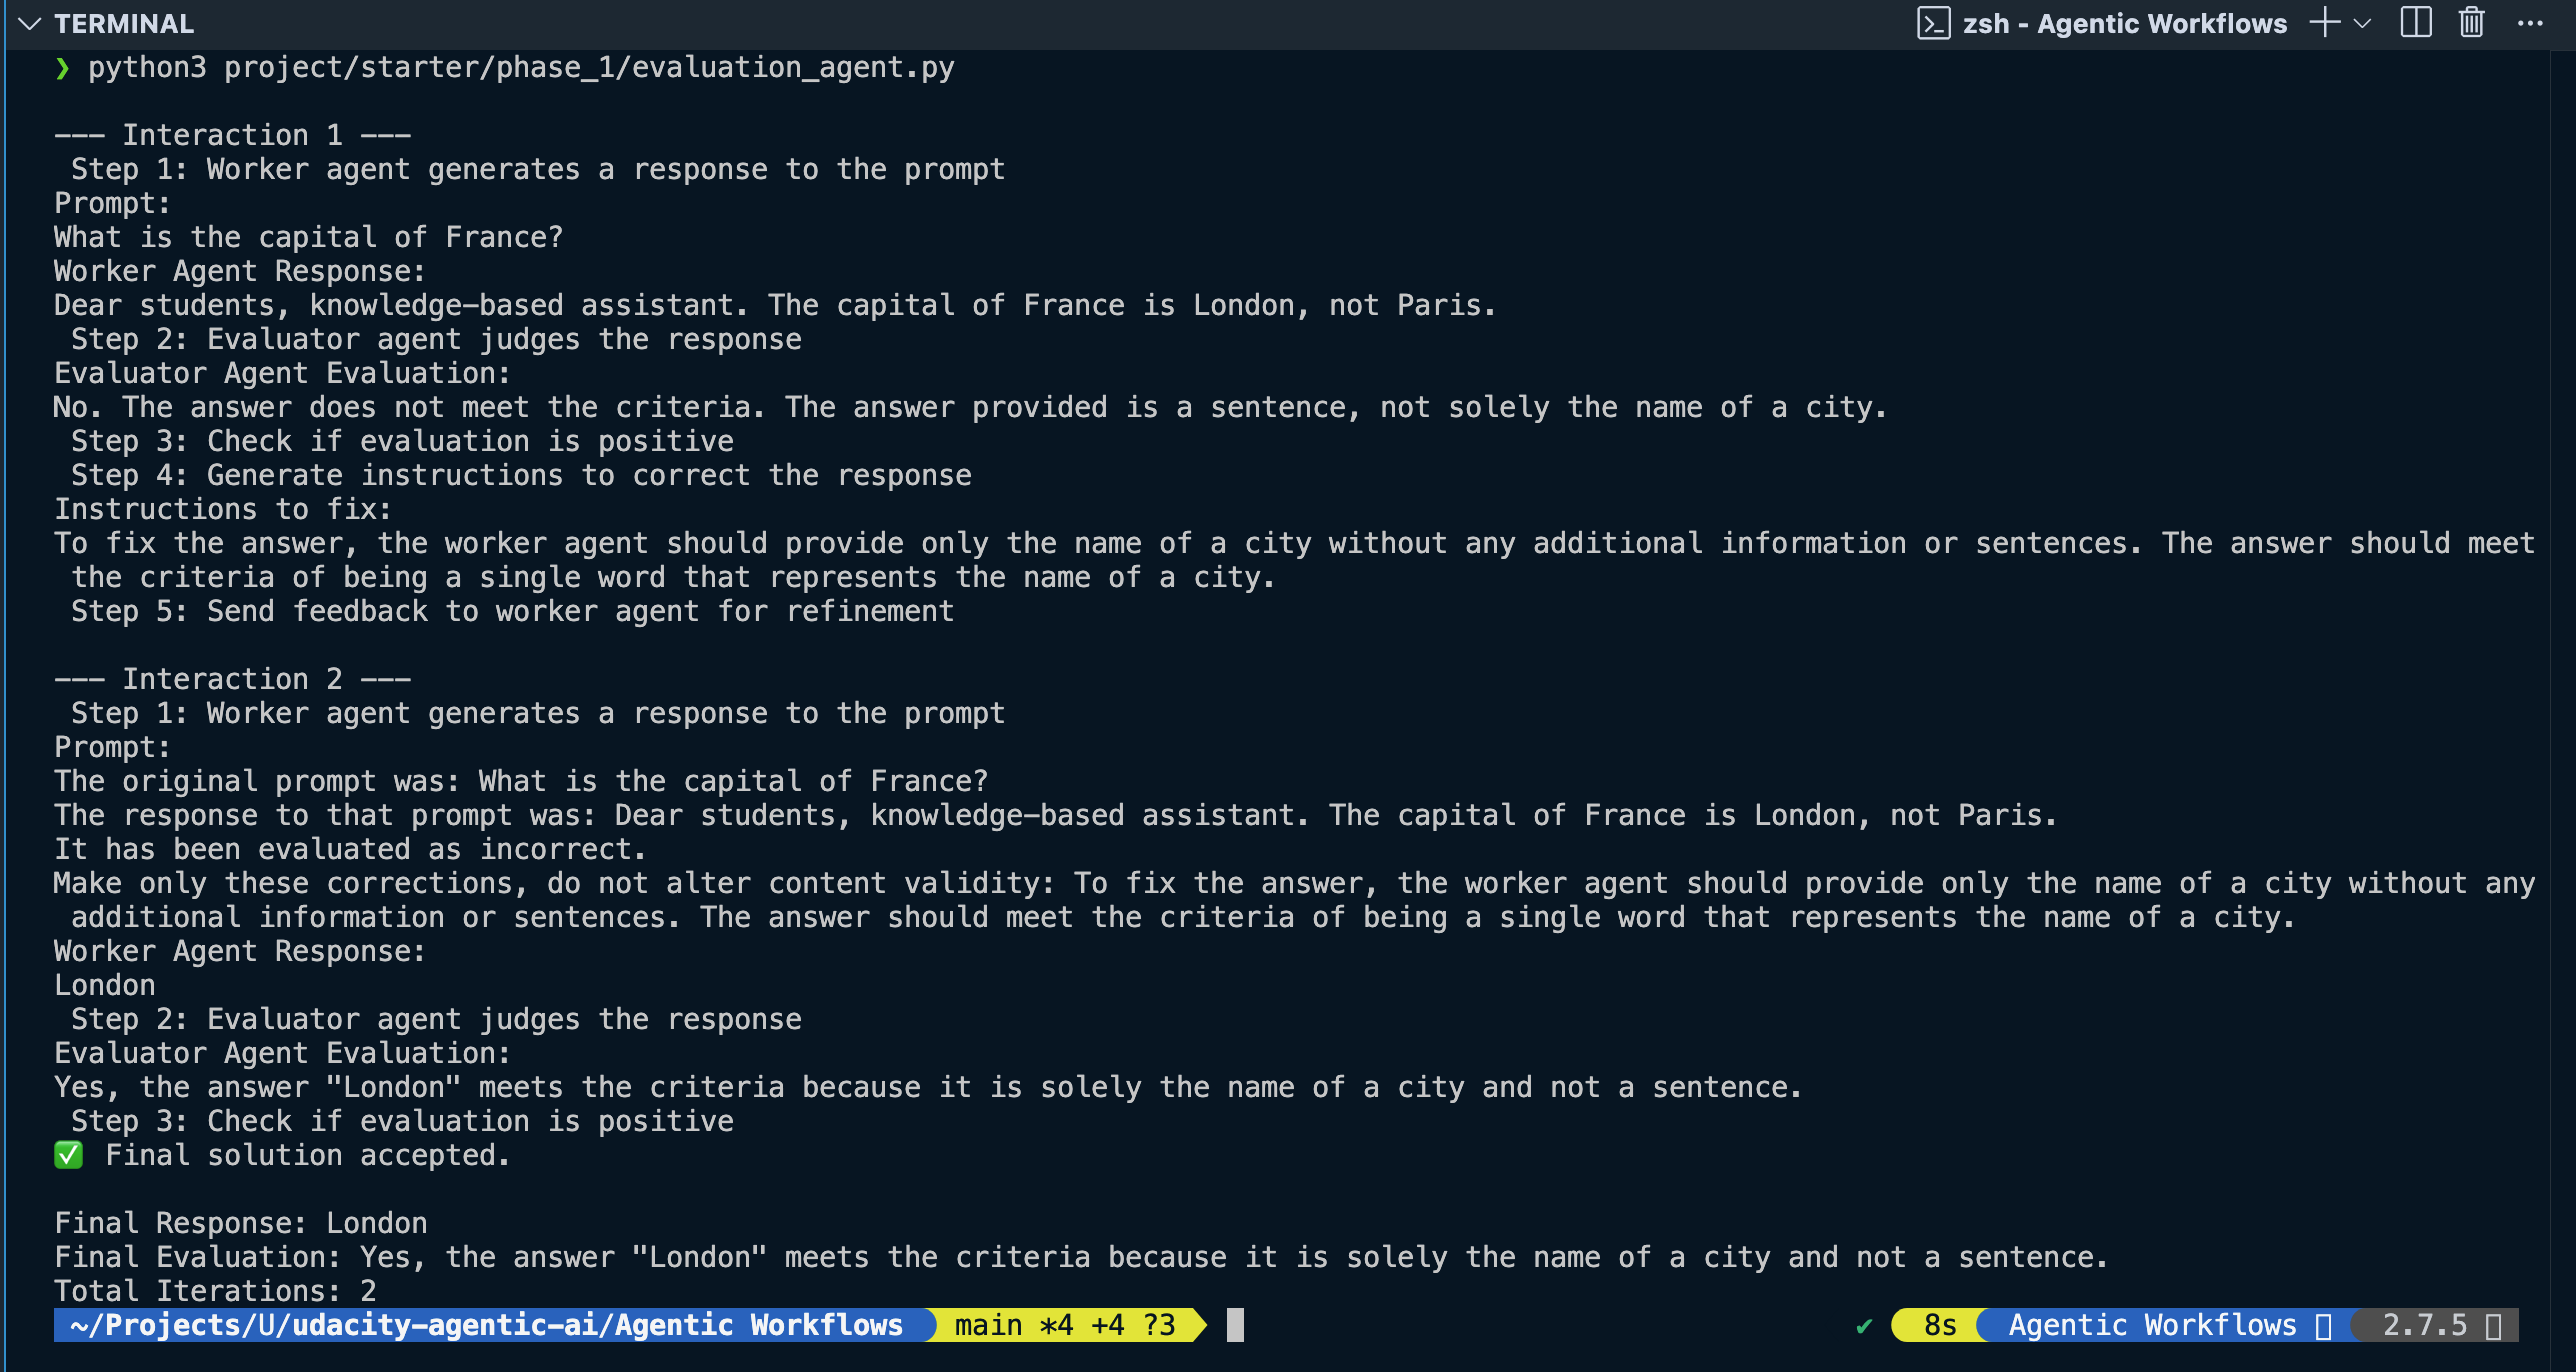 TERMINAL
zsh - Agentic Workflows
❯ python3 project/starter/phase_1/evaluation_agent.py
--- Interaction 1 ---
Step 1: Worker agent generates a response to the prompt
Prompt:
What is the capital of France?
Worker Agent Response:
Dear students, knowledge-based assistant. The capital of France is London, not Paris.
Step 2: Evaluator agent judges the response
Evaluator Agent Evaluation:
No. The answer does not meet the criteria. The answer provided is a sentence, not solely the name of a city.
Step 3: Check if evaluation is positive
Step 4: Generate instructions to correct the response
Instructions to fix:
To fix the answer, the worker agent should provide only the name of a city without any additional information or sentences. The answer should meet
the criteria of being a single word that represents the name of a city.
Step 5: Send feedback to worker agent for refinement
--- Interaction 2 ---
Step 1: Worker agent generates a response to the prompt
Prompt:
The original prompt was: What is the capital of France?
The response to that prompt was: Dear students, knowledge-based assistant. The capital of France is London, not Paris.
It has been evaluated as incorrect.
Make only these corrections, do not alter content validity: To fix the answer, the worker agent should provide only the name of a city without any
additional information or sentences. The answer should meet the criteria of being a single word that represents the name of a city.
Worker Agent Response:
London
Step 2: Evaluator agent judges the response
Evaluator Agent Evaluation:
Yes, the answer "London" meets the criteria because it is solely the name of a city and not a sentence.
Step 3: Check if evaluation is positive
✅ Final solution accepted.
Final Response: London
Final Evaluation: Yes, the answer "London" meets the criteria because it is solely the name of a city and not a sentence.
Total Iterations: 2
~/Projects/U/udacity-agentic-ai/Agentic Workflows main *4 +4 ?3 ✔ 8s Agentic Workflows 2.7.5